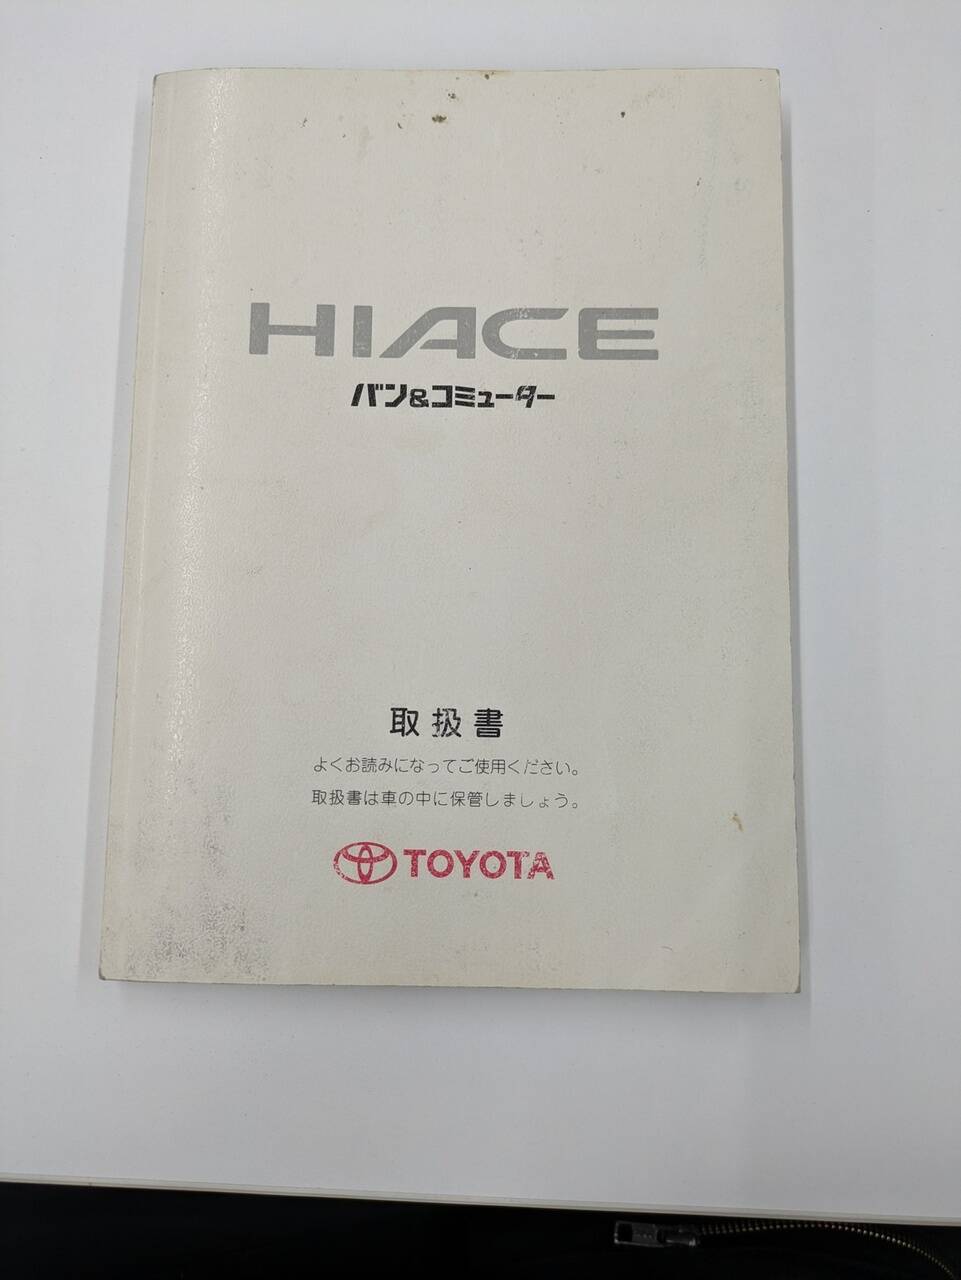 HIACE
バン&コミューター
取扱書
よくお読みになってご使用ください。
取扱書は車の中に保管しましょう。
TOYOTA